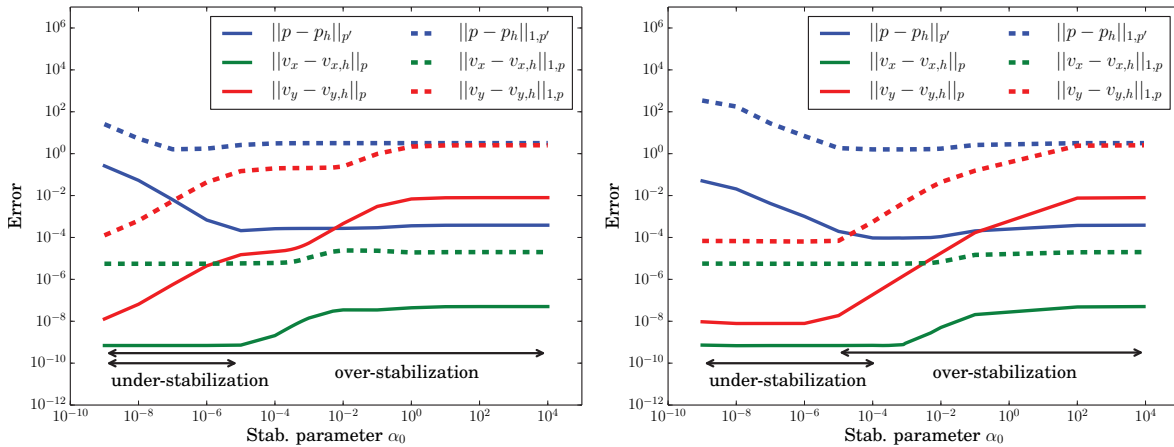 10^6
10^4
10^2
10^0
10^{-2}
10^{-4}
10^{-6}
10^{-8}
10^{-10}
10^{-12}
Error
||p − p_h||_{p'}
||p − p_h||_{1,p'}
||v_x − v_{x,h}||_p
||v_x − v_{x,h}||_{1,p}
||v_y − v_{y,h}||_p
||v_y − v_{y,h}||_{1,p}
under-stabilization
over-stabilization
10^{-10} 10^{-8} 10^{-6} 10^{-4} 10^{-2} 10^0 10^2 10^4
Stab. parameter α_0
10^6
10^4
10^2
10^0
10^{-2}
10^{-4}
10^{-6}
10^{-8}
10^{-10}
10^{-12}
Error
||p − p_h||_{p'}
||p − p_h||_{1,p'}
||v_x − v_{x,h}||_p
||v_x − v_{x,h}||_{1,p}
||v_y − v_{y,h}||_p
||v_y − v_{y,h}||_{1,p}
under-stabilization
over-stabilization
10^{-10} 10^{-8} 10^{-6} 10^{-4} 10^{-2} 10^0 10^2 10^4
Stab. parameter α_0